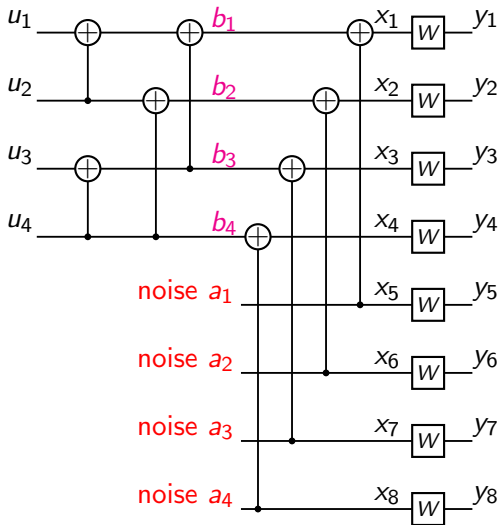 u₁ b₁ x₁ W y₁
u₂ b₂ x₂ W y₂
u₃ b₃ x₃ W y₃
u₄ b₄ x₄ W y₄
noise a₁ x₅ W y₅
noise a₂ x₆ W y₆
noise a₃ x₇ W y₇
noise a₄ x₈ W y₈